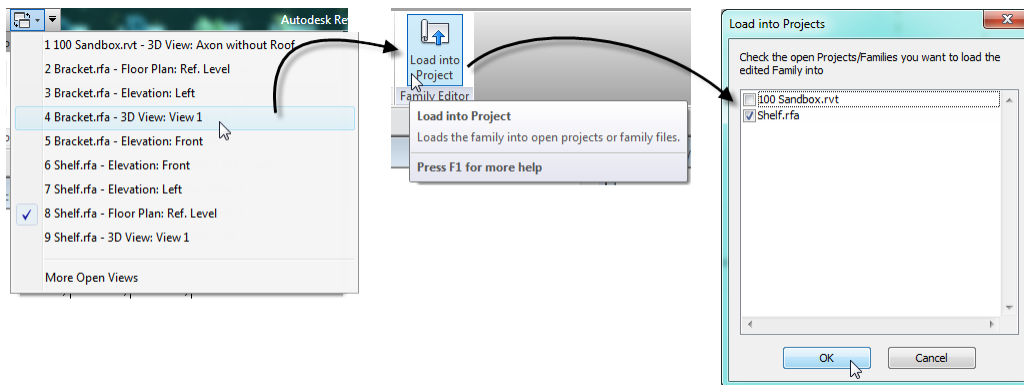 Autodesk Re
1 100 Sandbox.rvt - 3D View: Axon without Roof
2 Bracket.rfa - Floor Plan: Ref. Level
3 Bracket.rfa - Elevation: Left
4 Bracket.rfa - 3D View: View 1
5 Bracket.rfa - Elevation: Front
6 Shelf.rfa - Elevation: Front
7 Shelf.rfa - Elevation: Left
8 Shelf.rfa - Floor Plan: Ref. Level
9 Shelf.rfa - 3D View: View 1
More Open Views
Load into
Project
Family Editor
Load into Project
Loads the family into open projects or family files.
Press F1 for more help
Load into Projects
Check the open Projects/Families you want to load the
edited Family into
100 Sandbox.rvt
Shelf.rfa
OK
Cancel